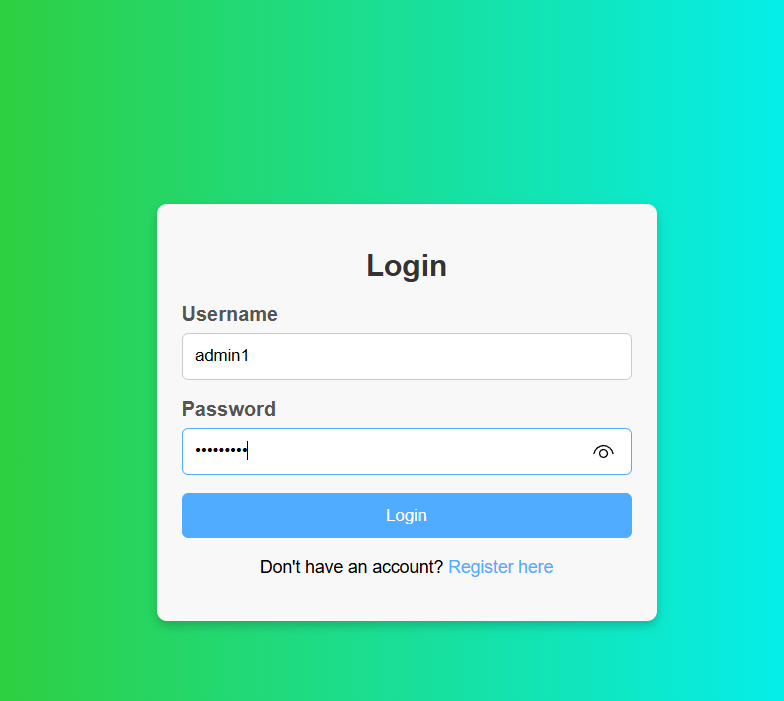 Login
Username
admin1
Password
•••••••••
Login
Don't have an account? Register here